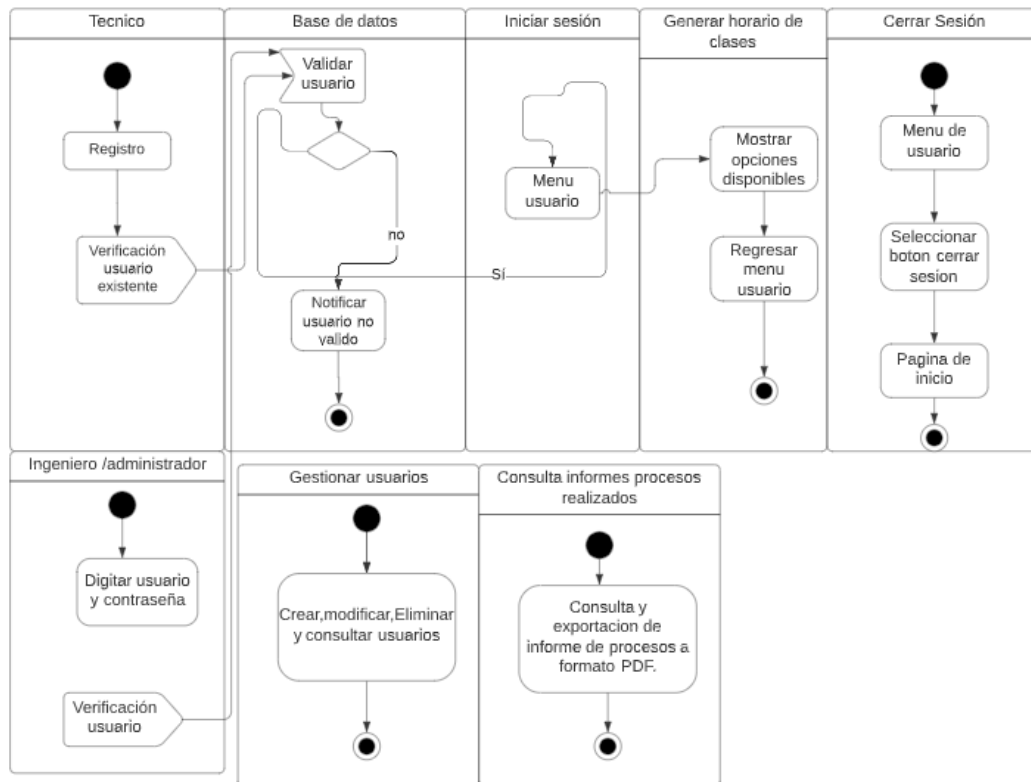 Tecnico
Registro
Verificación
usuario
existente
Base de datos
Validar
usuario
no
Notificar
usuario no
valido
Iniciar sesión
Menu
usuario
Sí
Generar horario de
clases
Mostrar
opciones
disponibles
Regresar
menu
usuario
Cerrar Sesión
Menu de
usuario
Seleccionar
boton cerrar
sesion
Pagina de
inicio
Ingeniero /administrador
Digitar usuario
y contraseña
Verificación
usuario
Gestionar usuarios
Crear,modificar,Eliminar
y consultar usuarios
Consulta informes procesos
realizados
Consulta y
exportacion de
informe de procesos a
formato PDF.